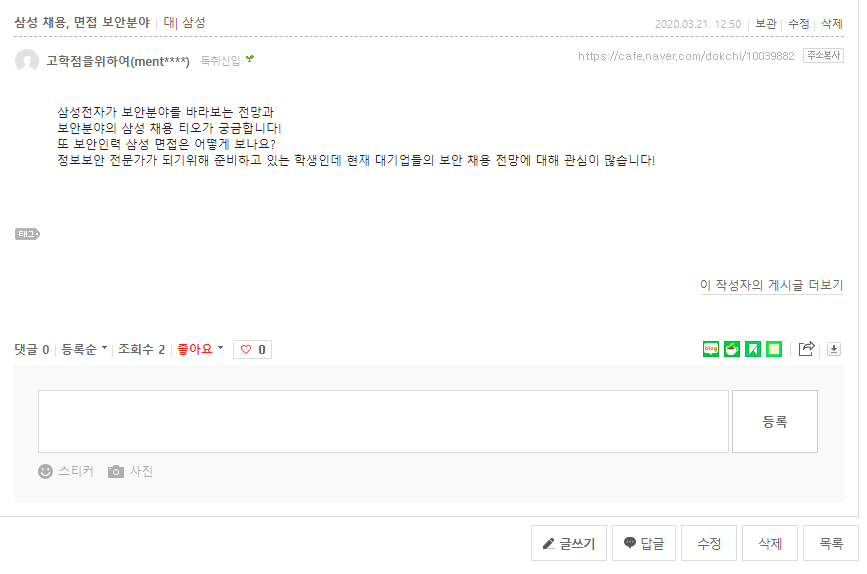 삼성 채용, 면접 보안분야 | 대| 삼성
2020.03.21. 12:50 | 보관 | 수정 | 삭제
고학점을위하여(ment****) 독취신입
https://cafe.naver.com/dokchi/10039882 주소복사
삼성전자가 보안분야를 바라보는 전망과
보안분야의 삼성 채용 티오가 궁금합니다!
또 보안인력 삼성 면접은 어떻게 보나요?
정보보안 전문가가 되기위해 준비하고 있는 학생인데 현재 대기업들의 보안 채용 전망에 대해 관심이 많습니다!
태그
이 작성자의 게시글 더보기
댓글 0 | 등록순 | 조회수 2 | 좋아요 0
blog
등록
스티커 사진
글쓰기 답글 수정 삭제 목록